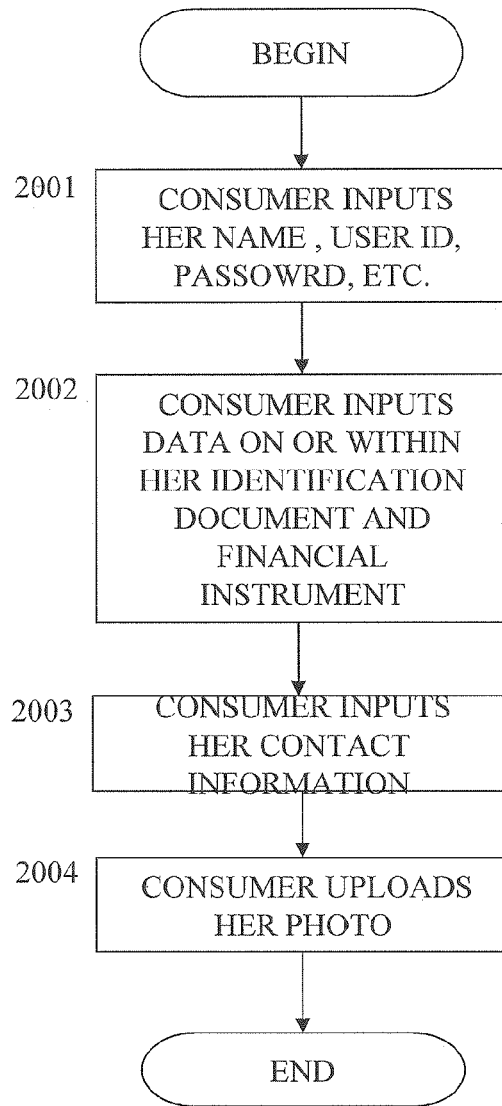 BEGIN
2001
CONSUMER INPUTS
HER NAME , USER ID,
PASSOWRD, ETC.
2002
CONSUMER INPUTS
DATA ON OR WITHIN
HER IDENTIFICATION
DOCUMENT AND
FINANCIAL
INSTRUMENT
2003
CONSUMER INPUTS
HER CONTACT
INFORMATION
2004
CONSUMER UPLOADS
HER PHOTO
END